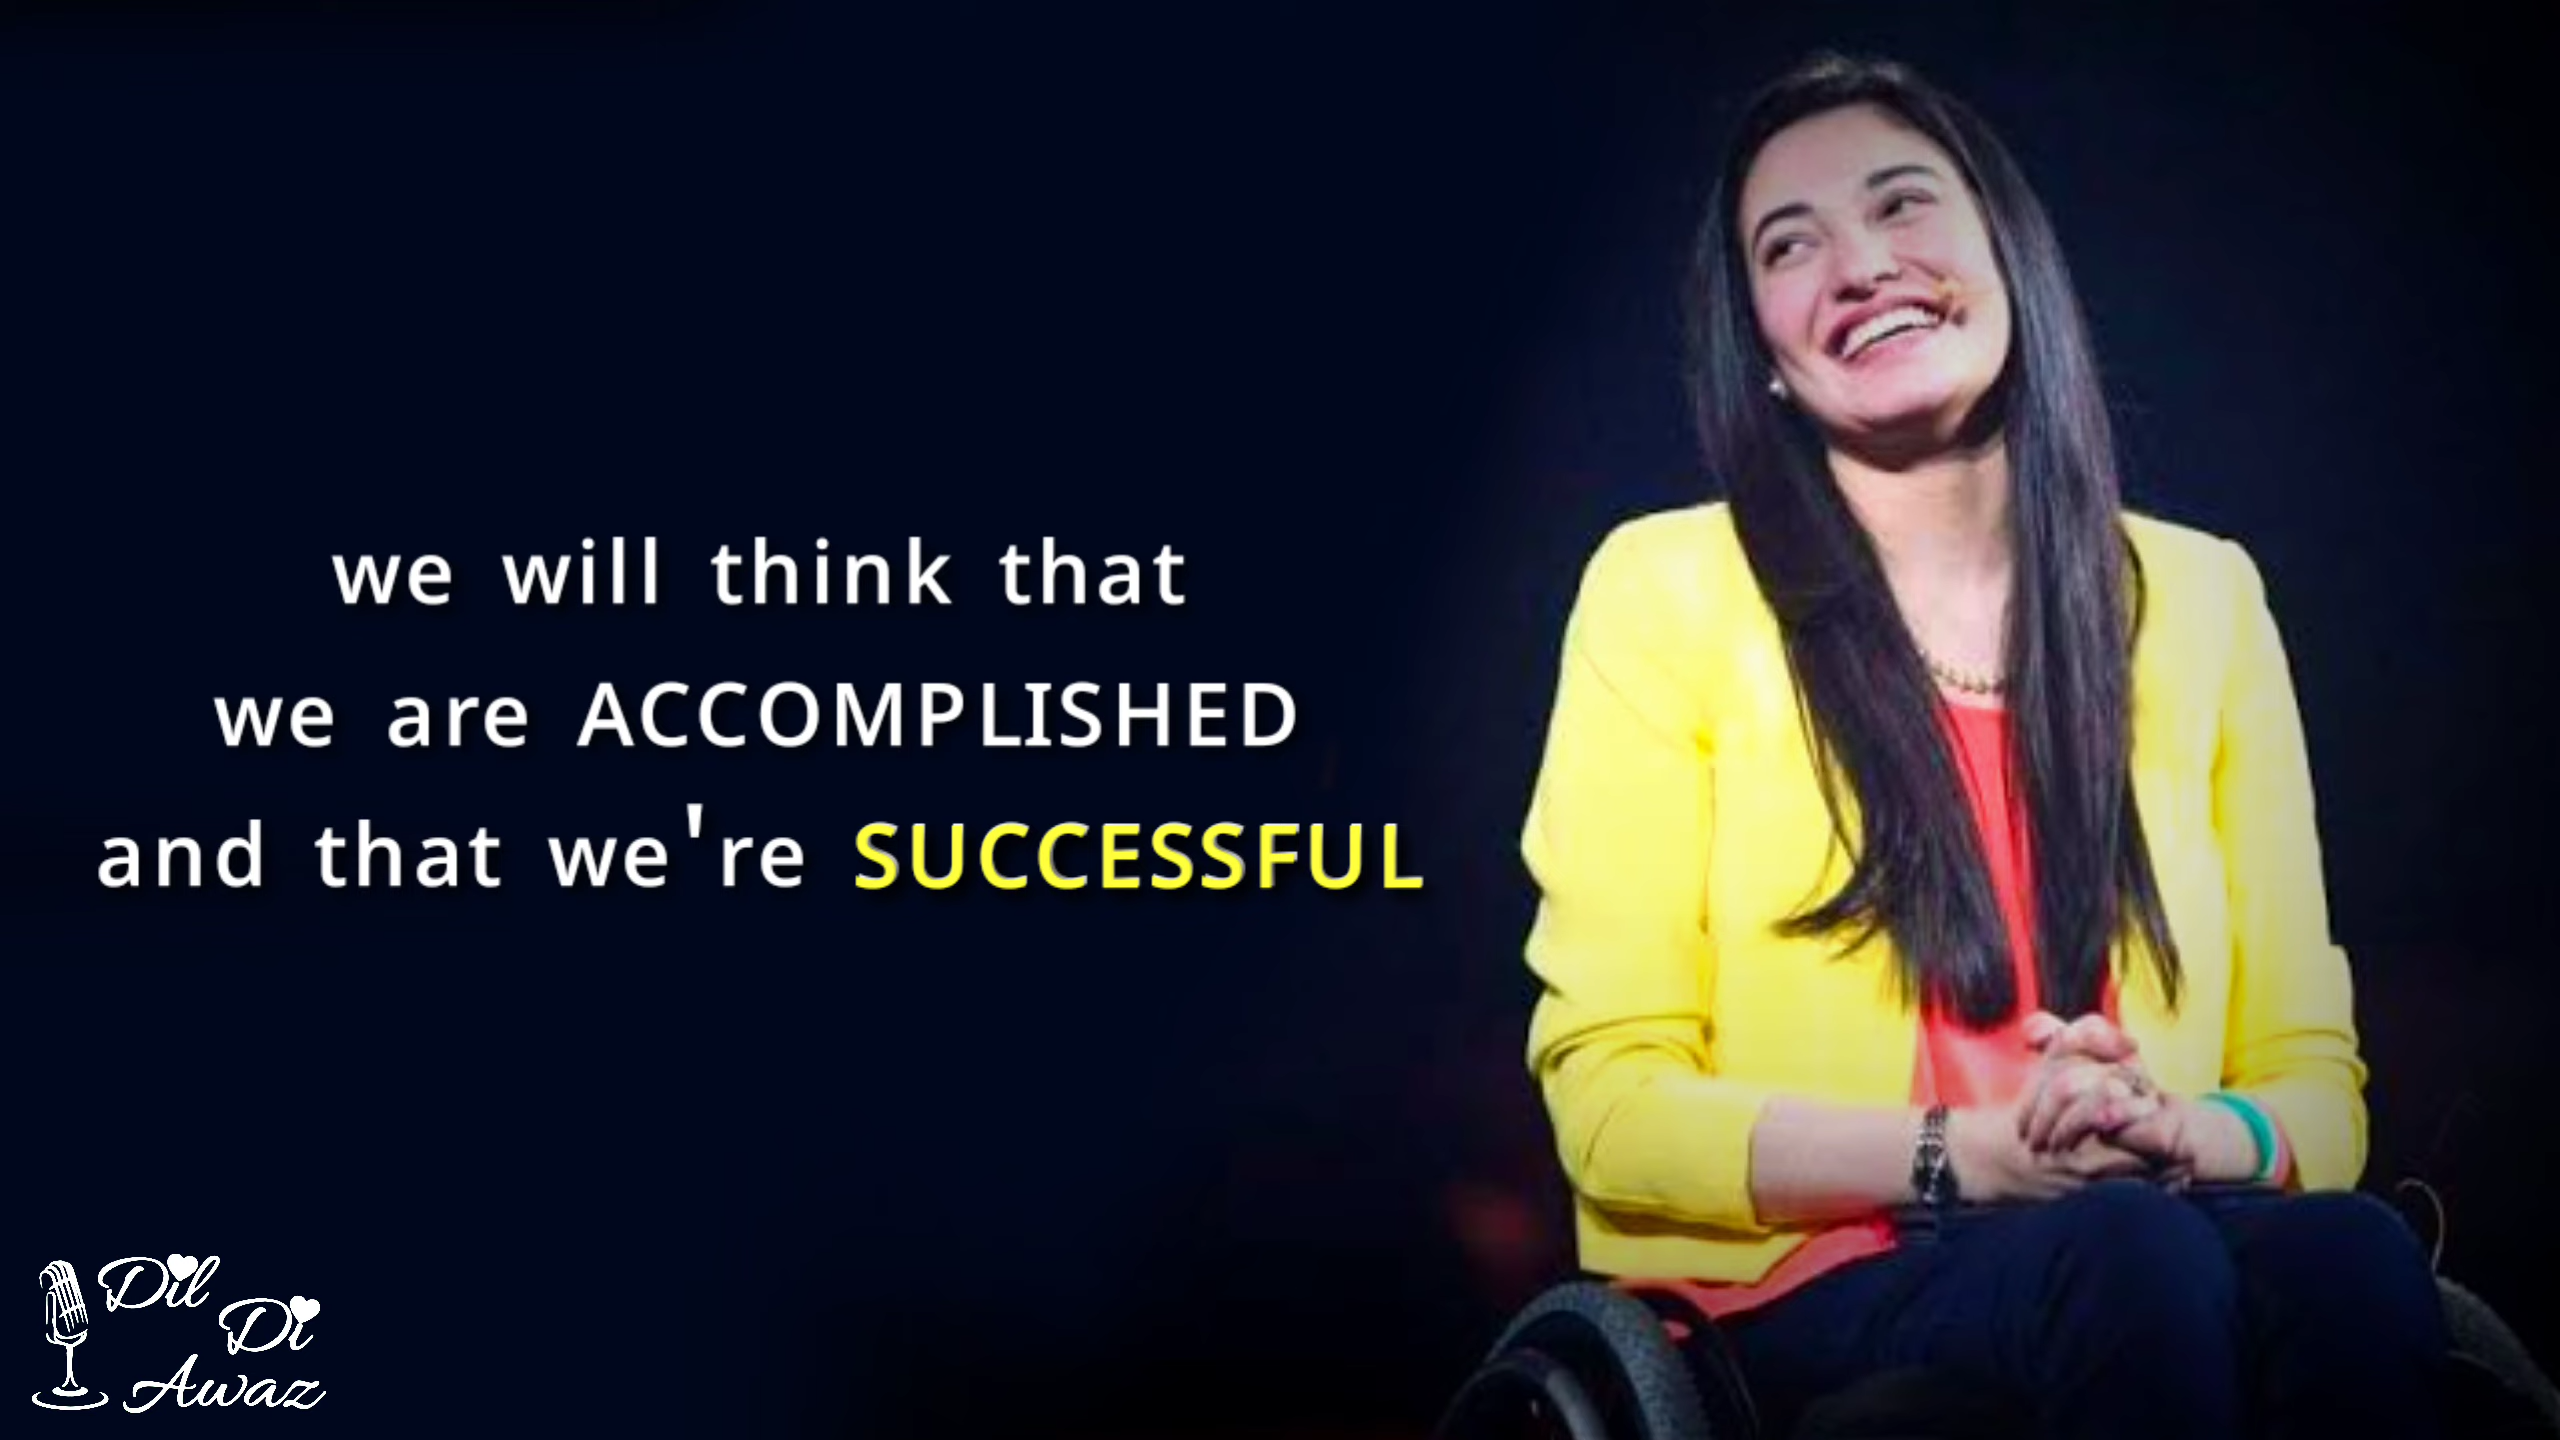 we will think that
we are ACCOMPLISHED
and that we're SUCCESSFUL
Dil
Di
Awaz